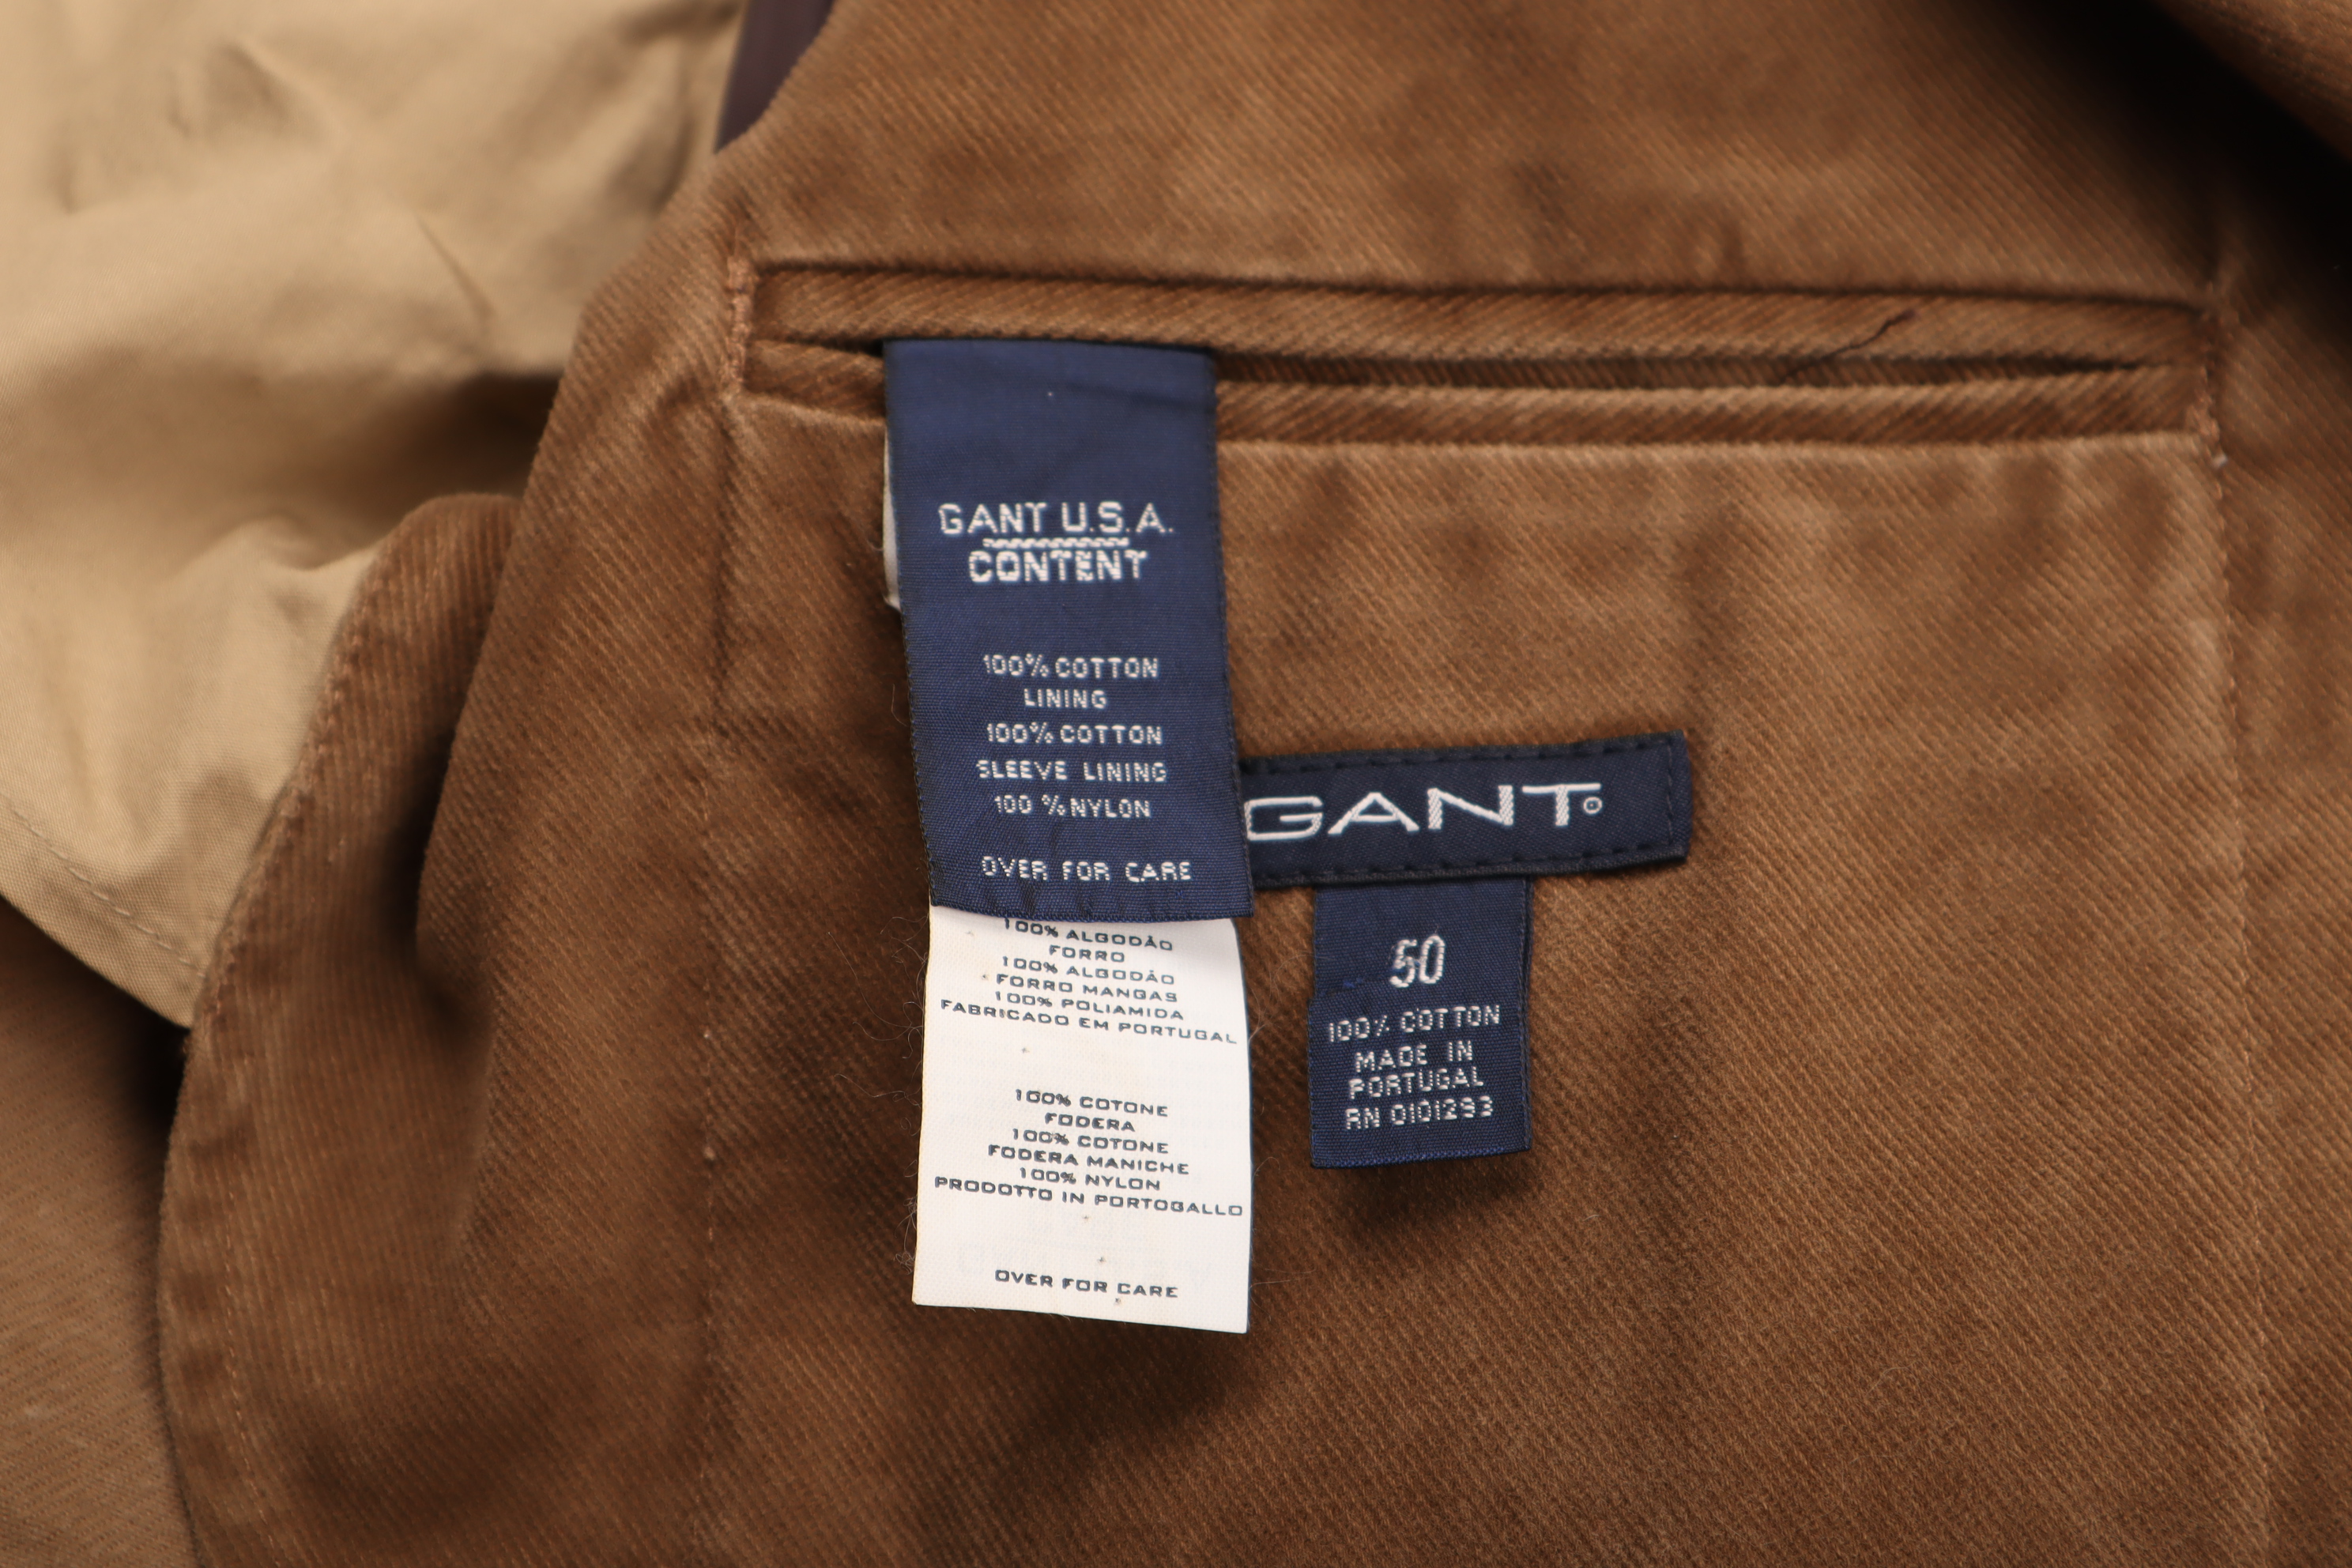 GANT U.S.A.
CONTENT
100% COTTON
LINING
100% COTTON
SLEEVE LINING
100 % NYLON
OVER FOR CARE
100% ALGODÃO
FORRO
100% ALGODÃO
FORRO MANGAS
100% POLIAMIDA
FABRICADO EM PORTUGAL
100% COTONE
FODERA
100% COTONE
FODERA MANICHE
100% NYLON
PRODOTTO IN PORTOGALLO
OVER FOR CARE
GANT
50
100% COTTON
MADE IN
PORTUGAL
RN 0101293